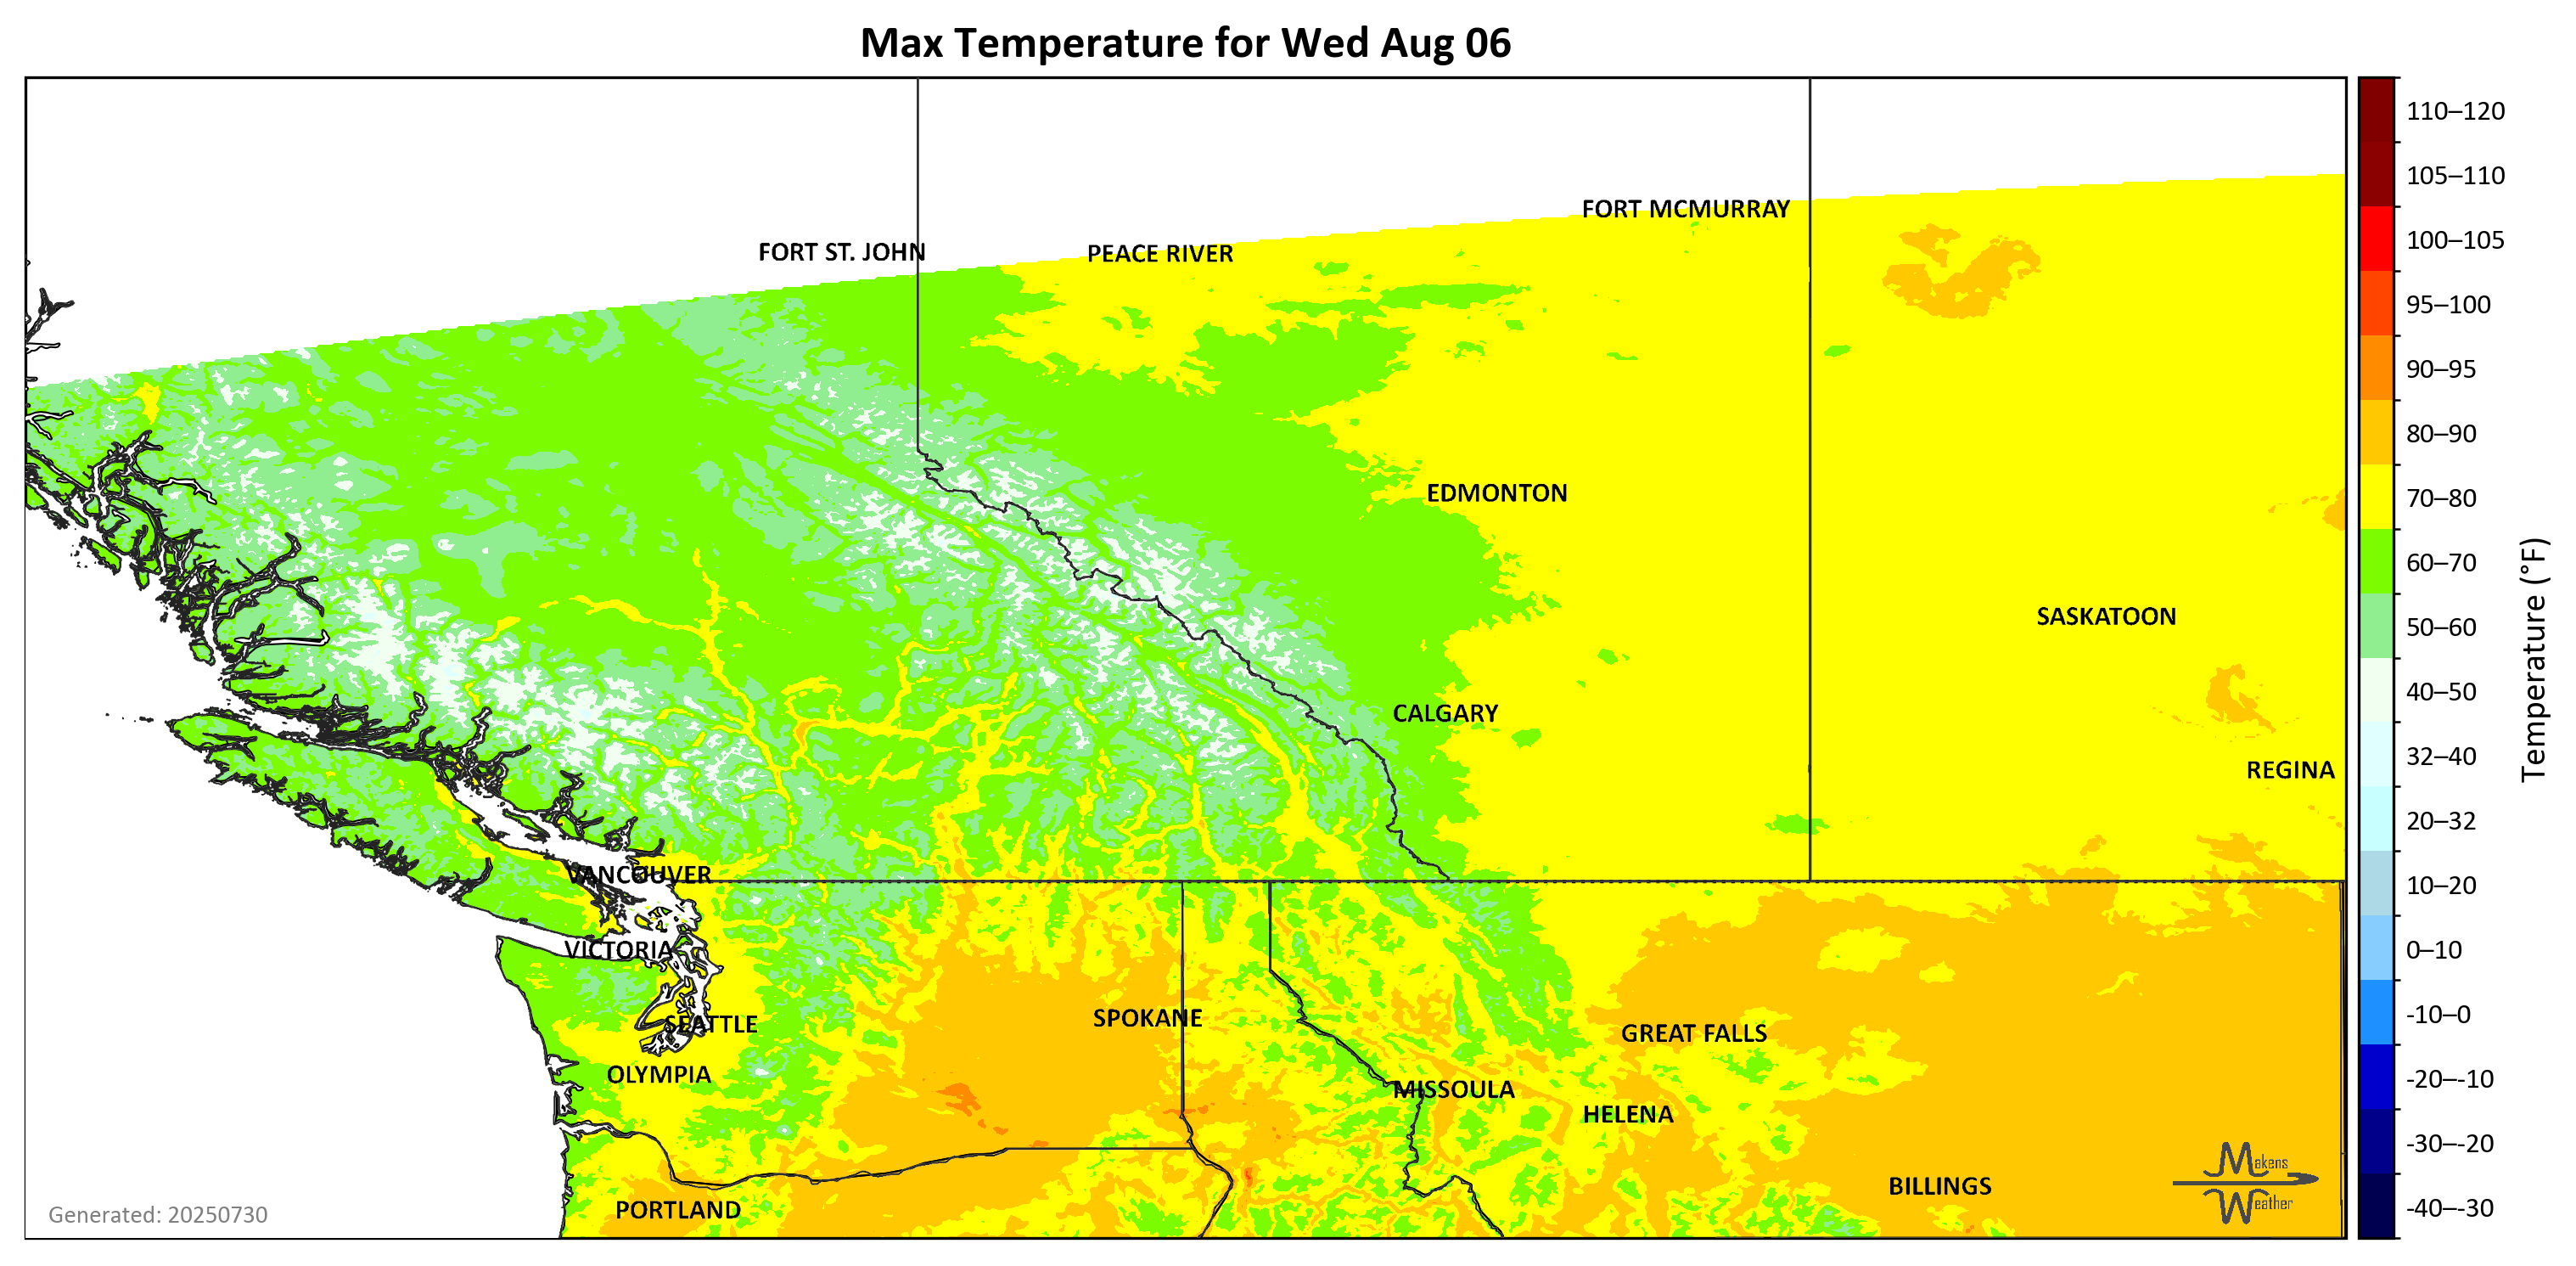 Max Temperature for Wed Aug 06
FORT MCMURRAY
FORT ST. JOHN
PEACE RIVER
EDMONTON
SASKATOON
CALGARY
REGINA
VANCOUVER
VICTORIA
SEATTLE
SPOKANE
GREAT FALLS
OLYMPIA
MISSOULA
HELENA
BILLINGS
PORTLAND
Makens
Weather
Generated: 20250730
110–120
105–110
100–105
95–100
90–95
80–90
70–80
60–70
50–60
40–50
32–40
20–32
10–20
0–10
-10–0
-20–-10
-30–-20
-40–-30
Temperature (°F)